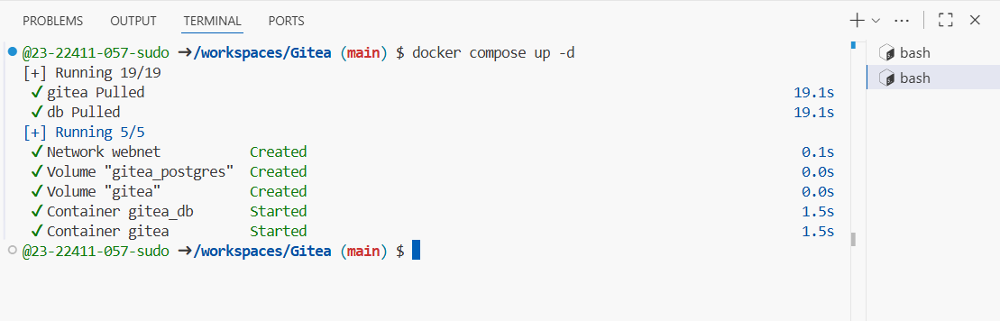 PROBLEMS OUTPUT TERMINAL PORTS
@23-22411-057-sudo ➜/workspaces/Gitea (main) $ docker compose up -d
[+] Running 19/19
✔ gitea Pulled 19.1s
✔ db Pulled 19.1s
[+] Running 5/5
✔ Network webnet Created 0.1s
✔ Volume "gitea_postgres" Created 0.0s
✔ Volume "gitea" Created 0.0s
✔ Container gitea_db Started 1.5s
✔ Container gitea Started 1.5s
@23-22411-057-sudo ➜/workspaces/Gitea (main) $
bash
bash